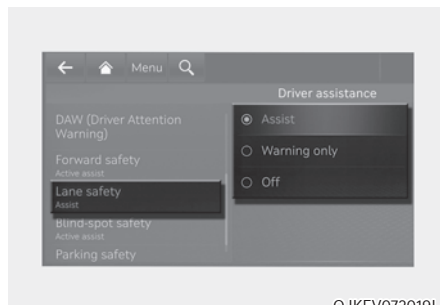 Menu
Driver assistance
DAW (Driver Attention
Warning)
Forward safety
Active assist
Lane safety
Assist
Blind-spot safety
Active assist
Parking safety
Assist
Warning only
Off